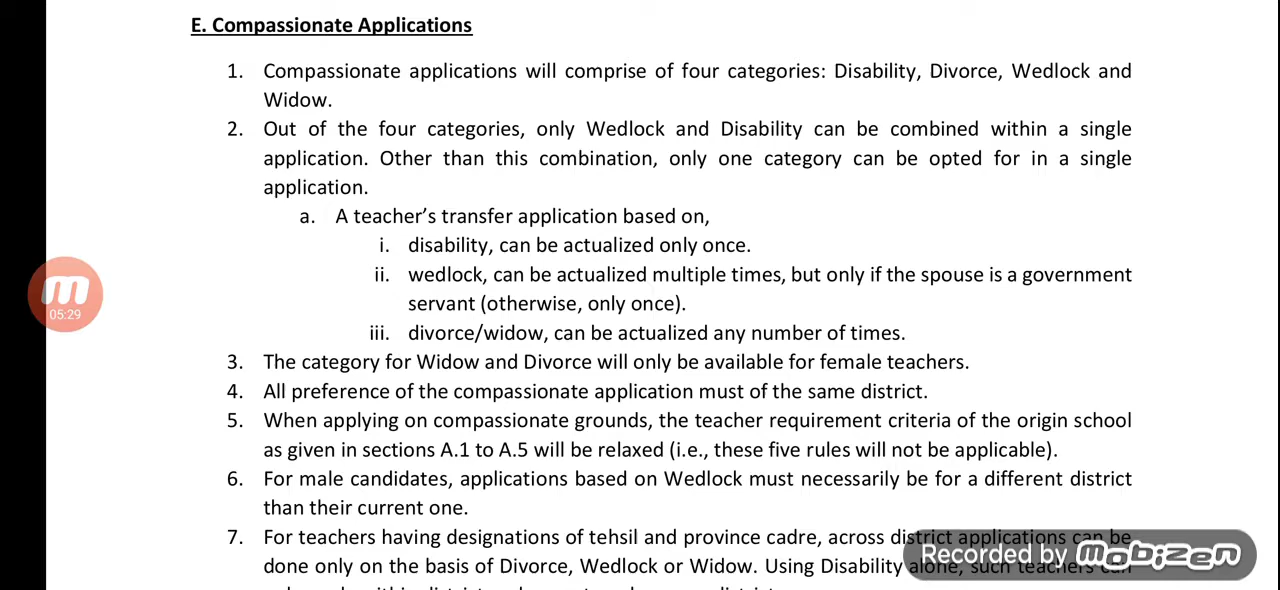 E. Compassionate Applications
1. Compassionate applications will comprise of four categories: Disability, Divorce, Wedlock and
Widow.
2. Out of the four categories, only Wedlock and Disability can be combined within a single
application. Other than this combination, only one category can be opted for in a single
application.
a. A teacher’s transfer application based on,
i. disability, can be actualized only once.
ii. wedlock, can be actualized multiple times, but only if the spouse is a government
servant (otherwise, only once).
iii. divorce/widow, can be actualized any number of times.
3. The category for Widow and Divorce will only be available for female teachers.
4. All preference of the compassionate application must of the same district.
5. When applying on compassionate grounds, the teacher requirement criteria of the origin school
as given in sections A.1 to A.5 will be relaxed (i.e., these five rules will not be applicable).
6. For male candidates, applications based on Wedlock must necessarily be for a different district
than their current one.
7. For teachers having designations of tehsil and province cadre, across district applications can be
done only on the basis of Divorce, Wedlock or Widow. Using Disability alone, such teachers can
05:29
Recorded by Mobizen